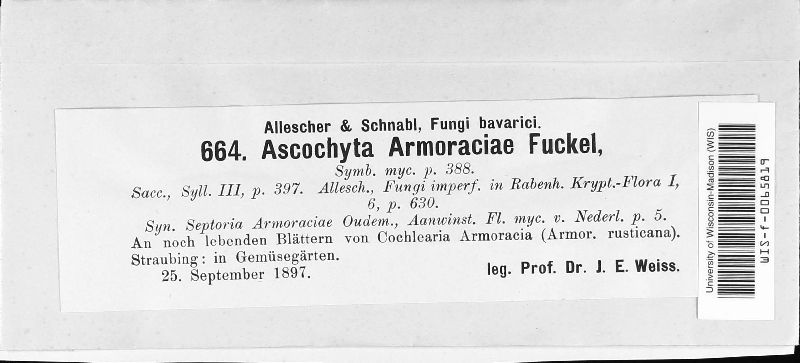 Allescher & Schnabl, Fungi bavarici.
664. Ascochyta Armoraciae Fuckel,
Symb. myc. p. 388.
Sacc., Syll. III, p. 397. Allesch., Fungi imperf. in Rabenh. Krypt.-Flora I,
6, p. 630.
Syn. Septoria Armoraciae Oudem., Aanwinst. Fl. myc. v. Nederl. p. 5.
An noch lebenden Blättern von Cochlearia Armoracia (Armor. rusticana).
Straubing: in Gemüsegärten.
25. September 1897.
leg. Prof. Dr. J. E. Weiss.
University of Wisconsin-Madison (WIS)
WIS-f-0065819